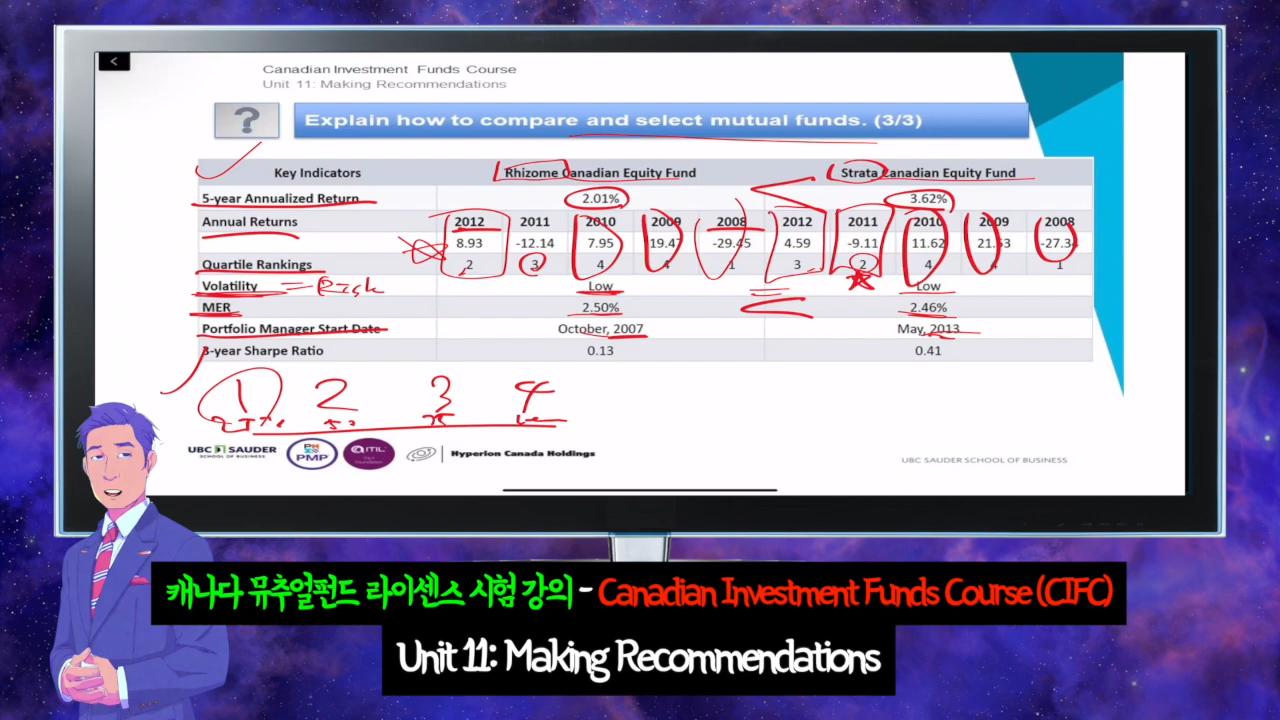 <
Canadian Investment Funds Course
Unit 11: Making Recommendations
? Explain how to compare and select mutual funds. (3/3)
Key Indicators Rhizome Canadian Equity Fund Strata Canadian Equity Fund
5-year Annualized Return 2.01% 3.62%
Annual Returns 2012 2011 2010 2009 2008 2012 2011 2010 2009 2008
8.93 -12.14 7.95 19.47 -29.45 4.59 -9.11 11.62 21.53 -27.34
Quartile Rankings 2 3 4 4 1 3 2 4 4 1
Volatility = Risk Low Low
MER 2.50% 2.46%
Portfolio Manager Start Date October, 2007 May, 2013
3-year Sharpe Ratio 0.13 0.41
1 2 3 4
UBC SAUDER
SCHOOL OF BUSINESS
PMP
ITIL
Hyperion Canada Holdings
UBC SAUDER SCHOOL OF BUSINESS
캐나다 뮤추얼펀드 라이센스 시험 강의 - Canadian Investment Funds Course (CIFC)
Unit 11: Making Recommendations